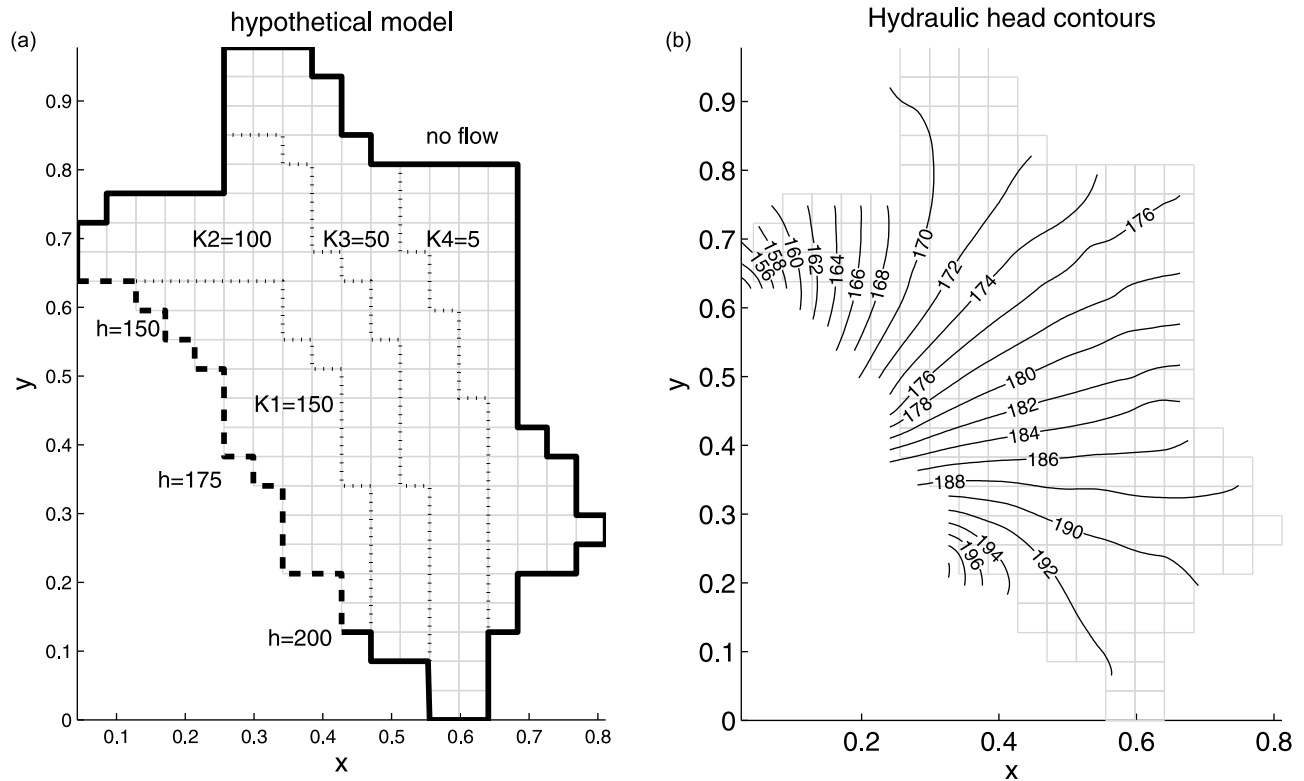 hypothetical model
(a)
no flow
K2=100
K3=50
K4=5
h=150
K1=150
h=175
h=200
y
0.9
0.8
0.7
0.6
0.5
0.4
0.3
0.2
0.1
0
0.1 0.2 0.3 0.4 0.5 0.6 0.7 0.8
x
Hydraulic head contours
(b)
156
158
160
162
164
166
168
170
172
174
176
176
178
180
182
184
186
188
190
192
194
196
y
0.9
0.8
0.7
0.6
0.5
0.4
0.3
0.2
0.1
0
0.2 0.4 0.6 0.8
x